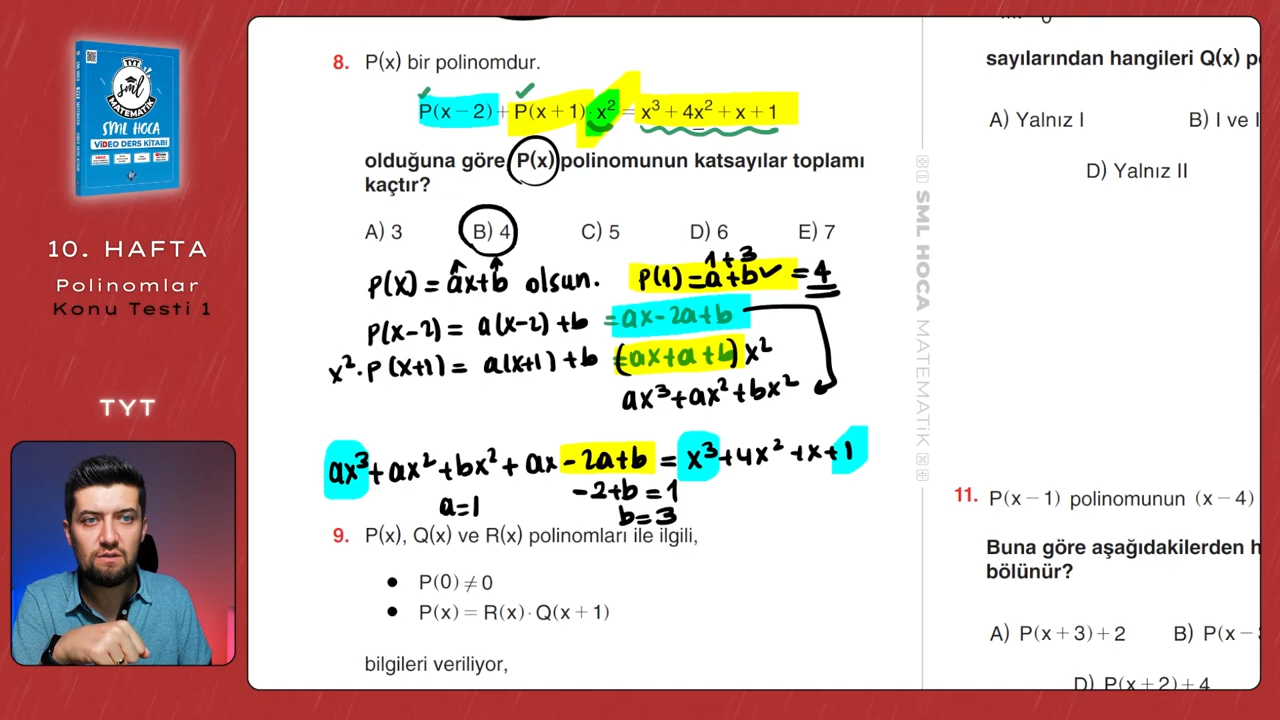 TYT
sml
MATEMATİK
SML HOCA
VİDEO DERS KİTABI
10. HAFTA
Polinomlar
Konu Testi 1
TYT
8. P(x) bir polinomdur.
P(x − 2) + P(x + 1) · x² = x³ + 4x² + x + 1
olduğuna göre, P(x) polinomunun katsayılar toplamı
kaçtır?
A) 3 B) 4 C) 5 D) 6 E) 7
1+3
P(x) = ax+b olsun. P(1) = a+b = 4
P(x−2) = a(x−2) + b = ax−2a+b
x². P(x+1) = a(x+1) + b = (ax+a+b) x²
ax³+ax²+bx²
ax³+ax²+bx²+ax−2a+b = x³+4x²+x+1
a=1 −2+b=1
b=3
9. P(x), Q(x) ve R(x) polinomları ile ilgili,
● P(0) ≠ 0
● P(x) = R(x) · Q(x + 1)
bilgileri veriliyor,
SML HOCA MATEMATİK
sayılarından hangileri Q(x)
A) Yalnız I B) I ve I
D) Yalnız II
11. P(x − 1) polinomunun (x − 4)
Buna göre aşağıdakilerden
bölünür?
A) P(x + 3) + 2 B) P(x −
D) P(x + 2) + 4